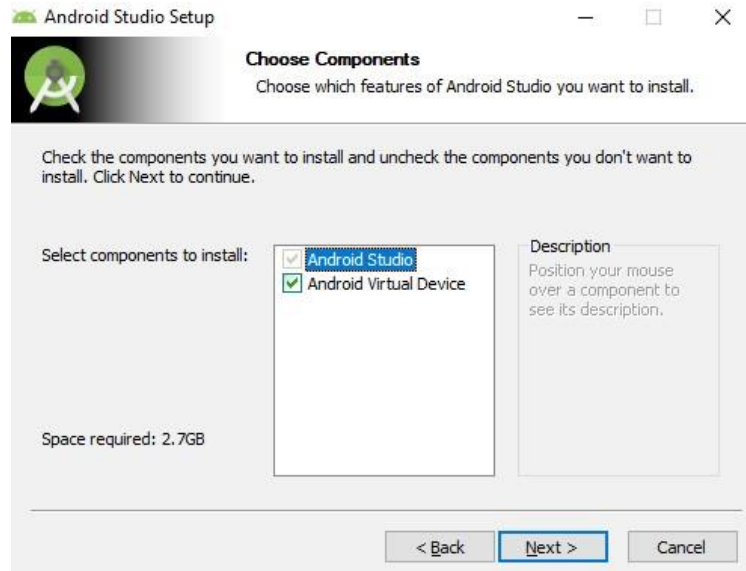 Android Studio Setup
Choose Components
Choose which features of Android Studio you want to install.
Check the components you want to install and uncheck the components you don't want to
install. Click Next to continue.
Select components to install:
Android Studio
Android Virtual Device
Description
Position your mouse
over a component to
see its description.
Space required: 2.7GB
< Back
Next >
Cancel